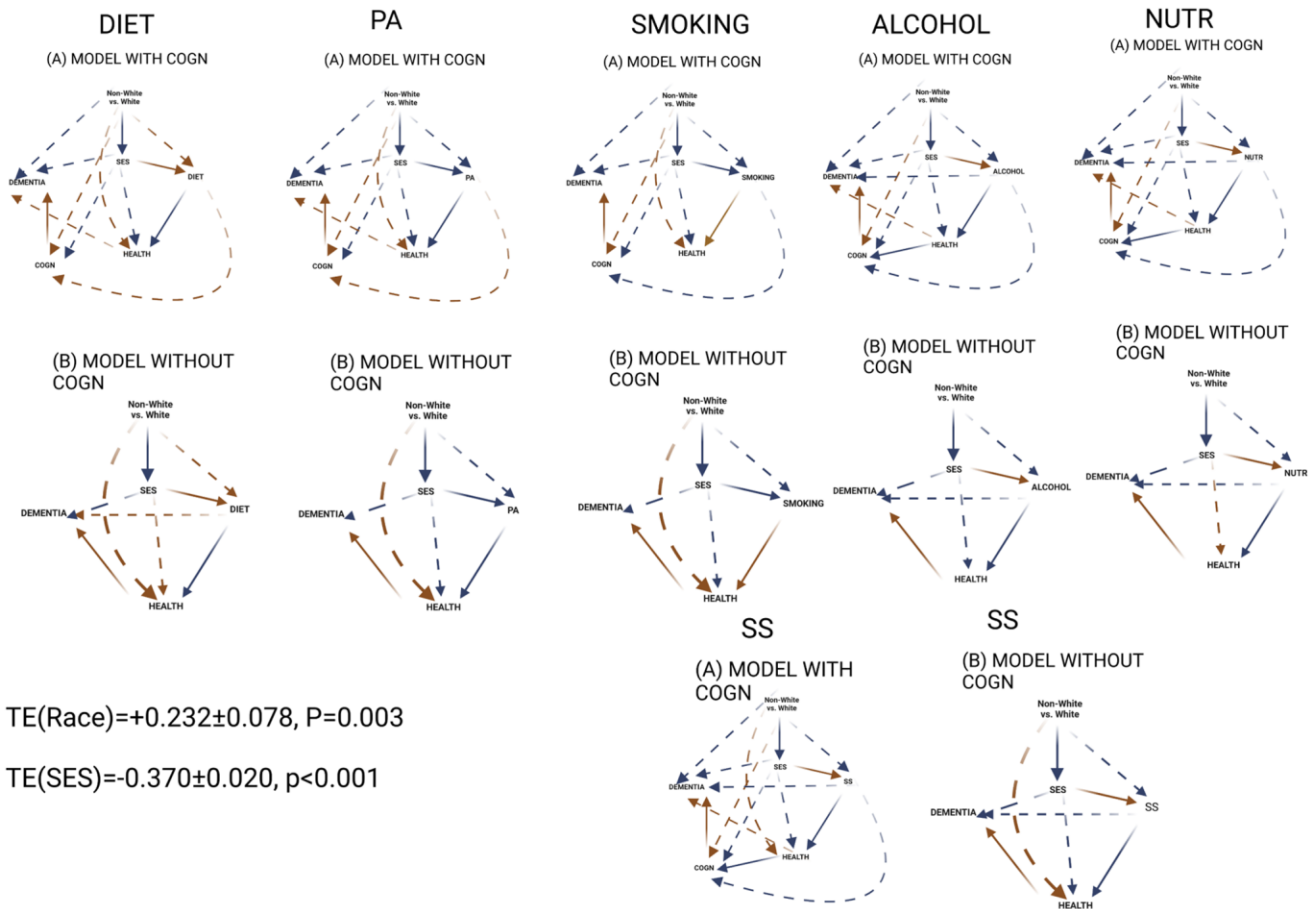 DIET
(A) MODEL WITH COGN
Non-White
vs. White
SES
DIET
DEMENTIA
HEALTH
COGN
PA
(A) MODEL WITH COGN
Non-White
vs. White
SES
PA
DEMENTIA
HEALTH
COGN
SMOKING
(A) MODEL WITH COGN
Non-White
vs. White
SES
SMOKING
DEMENTIA
HEALTH
COGN
ALCOHOL
(A) MODEL WITH COGN
Non-White
vs. White
SES
ALCOHOL
DEMENTIA
HEALTH
COGN
NUTR
(A) MODEL WITH COGN
Non-White
vs. White
SES
NUTR
DEMENTIA
HEALTH
COGN
(B) MODEL WITHOUT
COGN
Non-White
vs. White
SES
DIET
DEMENTIA
HEALTH
(B) MODEL WITHOUT
COGN
Non-White
vs. White
SES
PA
DEMENTIA
HEALTH
(B) MODEL WITHOUT
COGN
Non-White
vs. White
SES
SMOKING
DEMENTIA
HEALTH
(B) MODEL WITHOUT
COGN
Non-White
vs. White
SES
ALCOHOL
DEMENTIA
HEALTH
(B) MODEL WITHOUT
COGN
Non-White
vs. White
SES
NUTR
DEMENTIA
HEALTH
SS
(A) MODEL WITH
COGN
Non-White
vs. White
SES
SS
DEMENTIA
HEALTH
COGN
SS
(B) MODEL WITHOUT
COGN
Non-White
vs. White
SES
SS
DEMENTIA
HEALTH
TE(Race)=+0.232±0.078, P=0.003
TE(SES)=-0.370±0.020, p<0.001